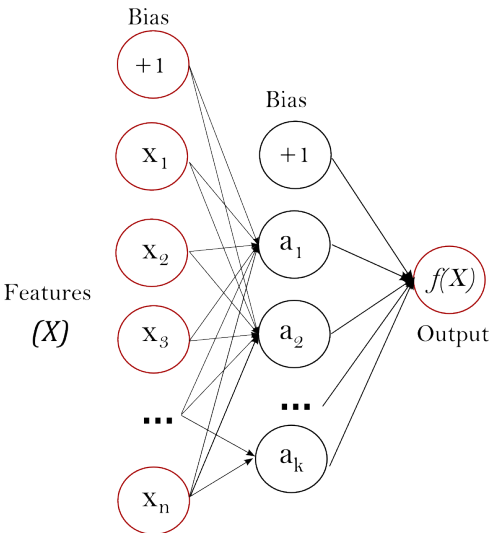 Bias
+1
x1
x2
Features
(X)
x3
...
xn
Bias
+1
a1
a2
...
ak
f(X)
Output